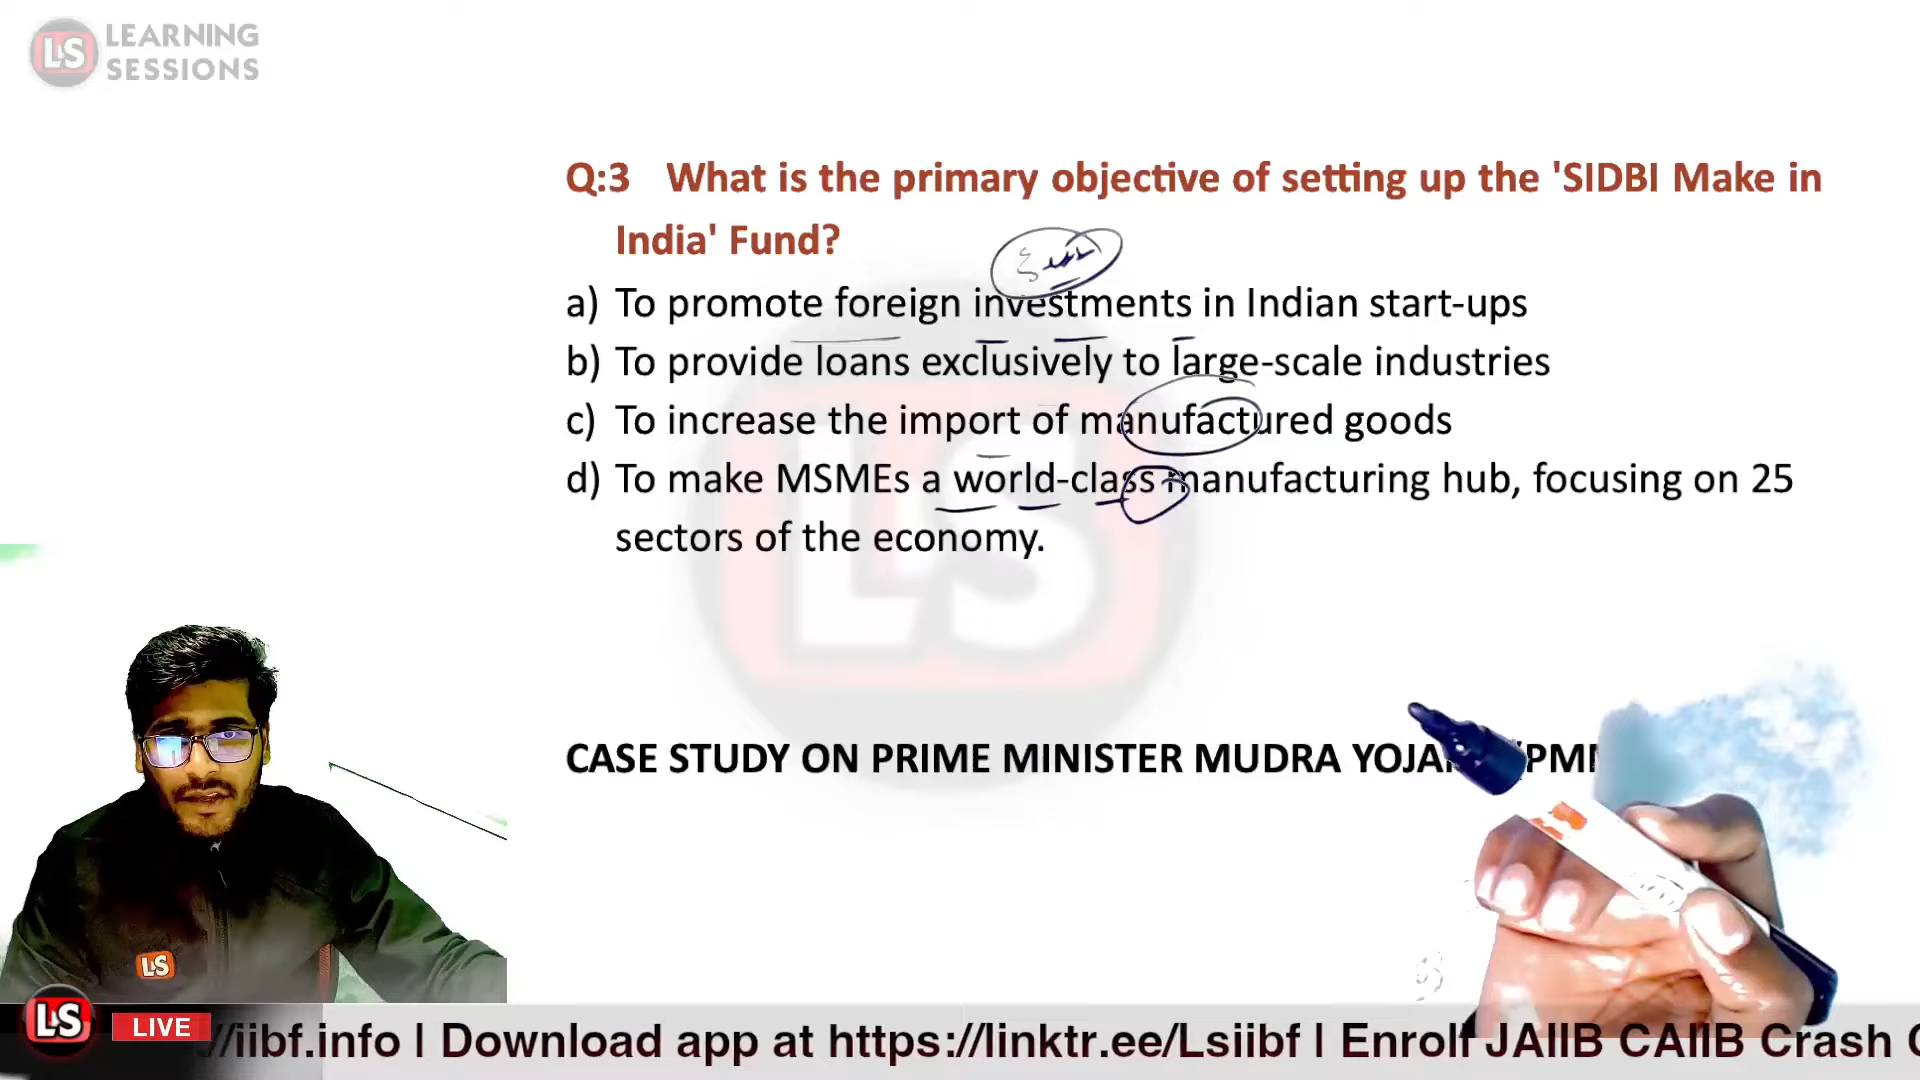 LS LEARNING
SESSIONS
Q:3 What is the primary objective of setting up the 'SIDBI Make in
India' Fund?
a) To promote foreign investments in Indian start-ups
b) To provide loans exclusively to large-scale industries
c) To increase the import of manufactured goods
d) To make MSMEs a world-class manufacturing hub, focusing on 25
sectors of the economy.
LS
CASE STUDY ON PRIME MINISTER MUDRA
LS
LS LIVE //iibf.info | Download app at https://linktr.ee/Lsiibf | Enroll JAIIB CAIIB Crash